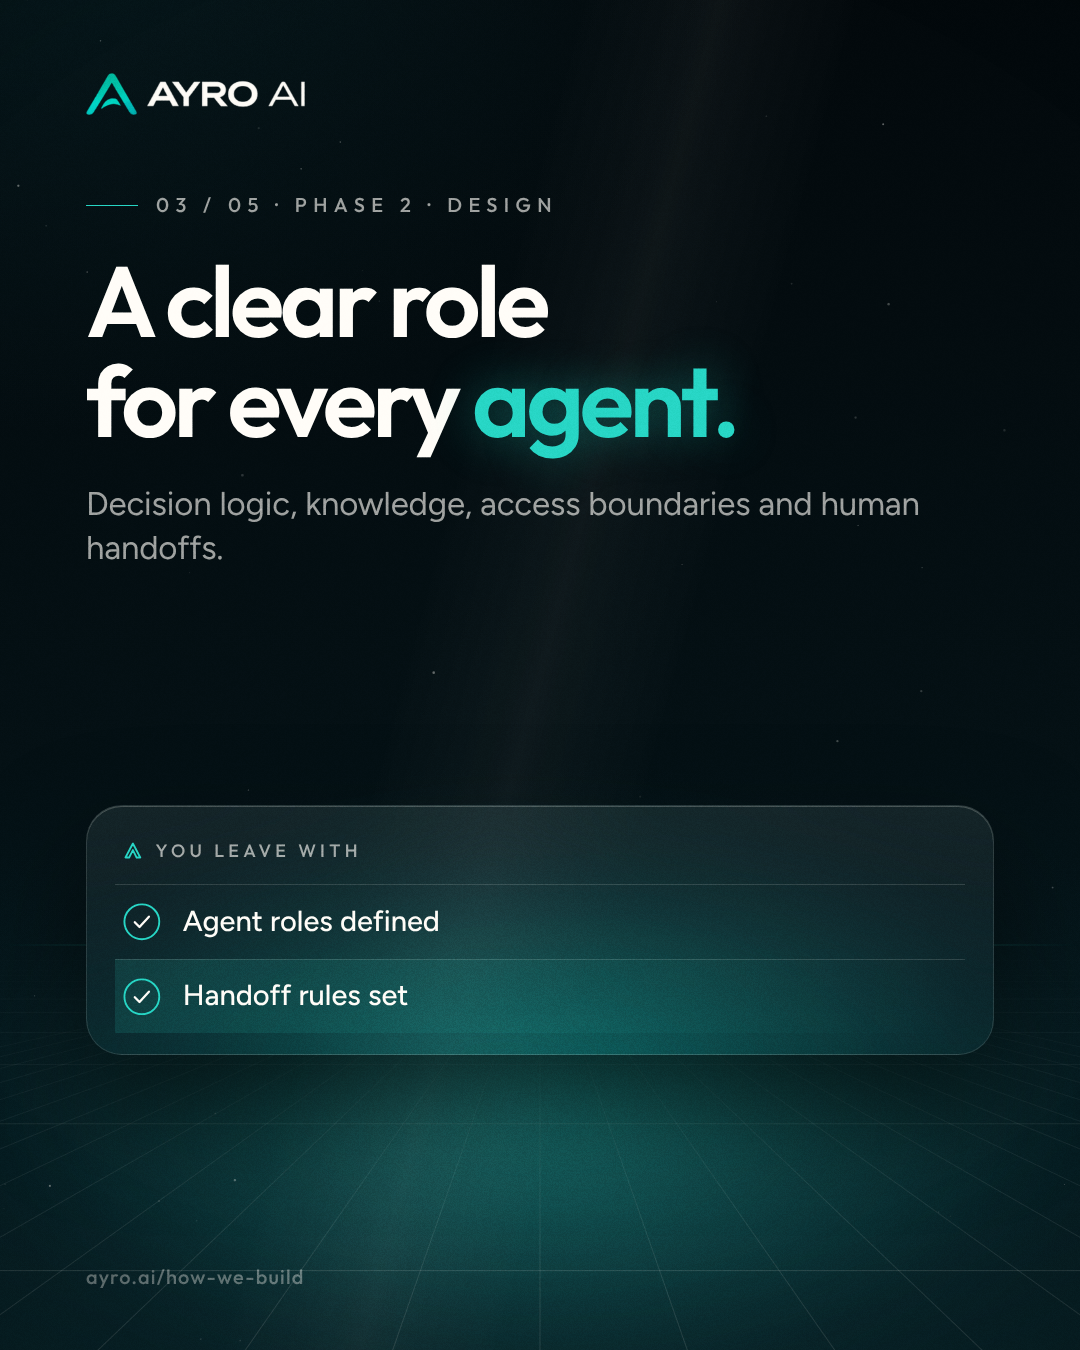 AYRO AI
03 / 05 · PHASE 2 · DESIGN
A clear role
for every agent.
Decision logic, knowledge, access boundaries and human
handoffs.
YOU LEAVE WITH
Agent roles defined
Handoff rules set
ayro.ai/how-we-build